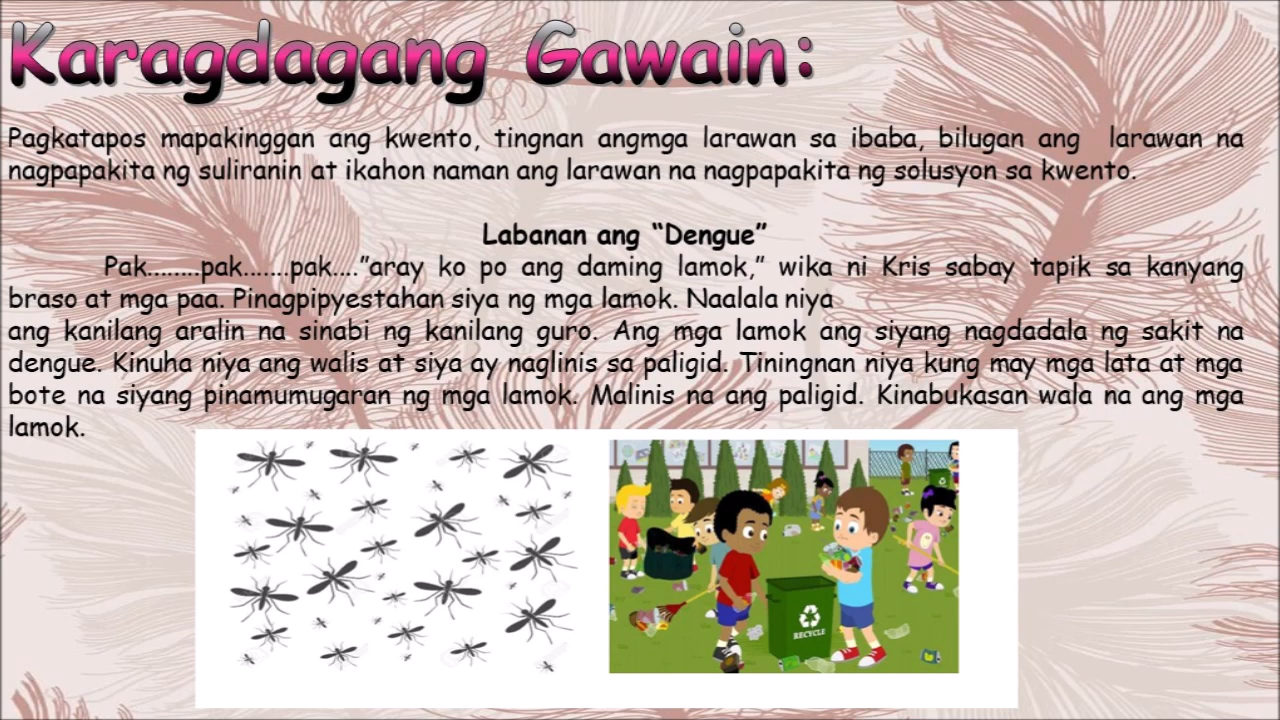 Karagdagang Gawain:
Pagkatapos mapakinggan ang kwento, tingnan angmga larawan sa ibaba, bilugan ang larawan na
nagpapakita ng suliranin at ikahon naman ang larawan na nagpapakita ng solusyon sa kwento.
Labanan ang “Dengue”
Pak........pak.......pak....”aray ko po ang daming lamok,” wika ni Kris sabay tapik sa kanyang
braso at mga paa. Pinagpipyestahan siya ng mga lamok. Naalala niya
ang kanilang aralin na sinabi ng kanilang guro. Ang mga lamok ang siyang nagdadala ng sakit na
dengue. Kinuha niya ang walis at siya ay naglinis sa paligid. Tiningnan niya kung may mga lata at mga
bote na siyang pinamumugaran ng mga lamok. Malinis na ang paligid. Kinabukasan wala na ang mga
lamok.
RECYCLE